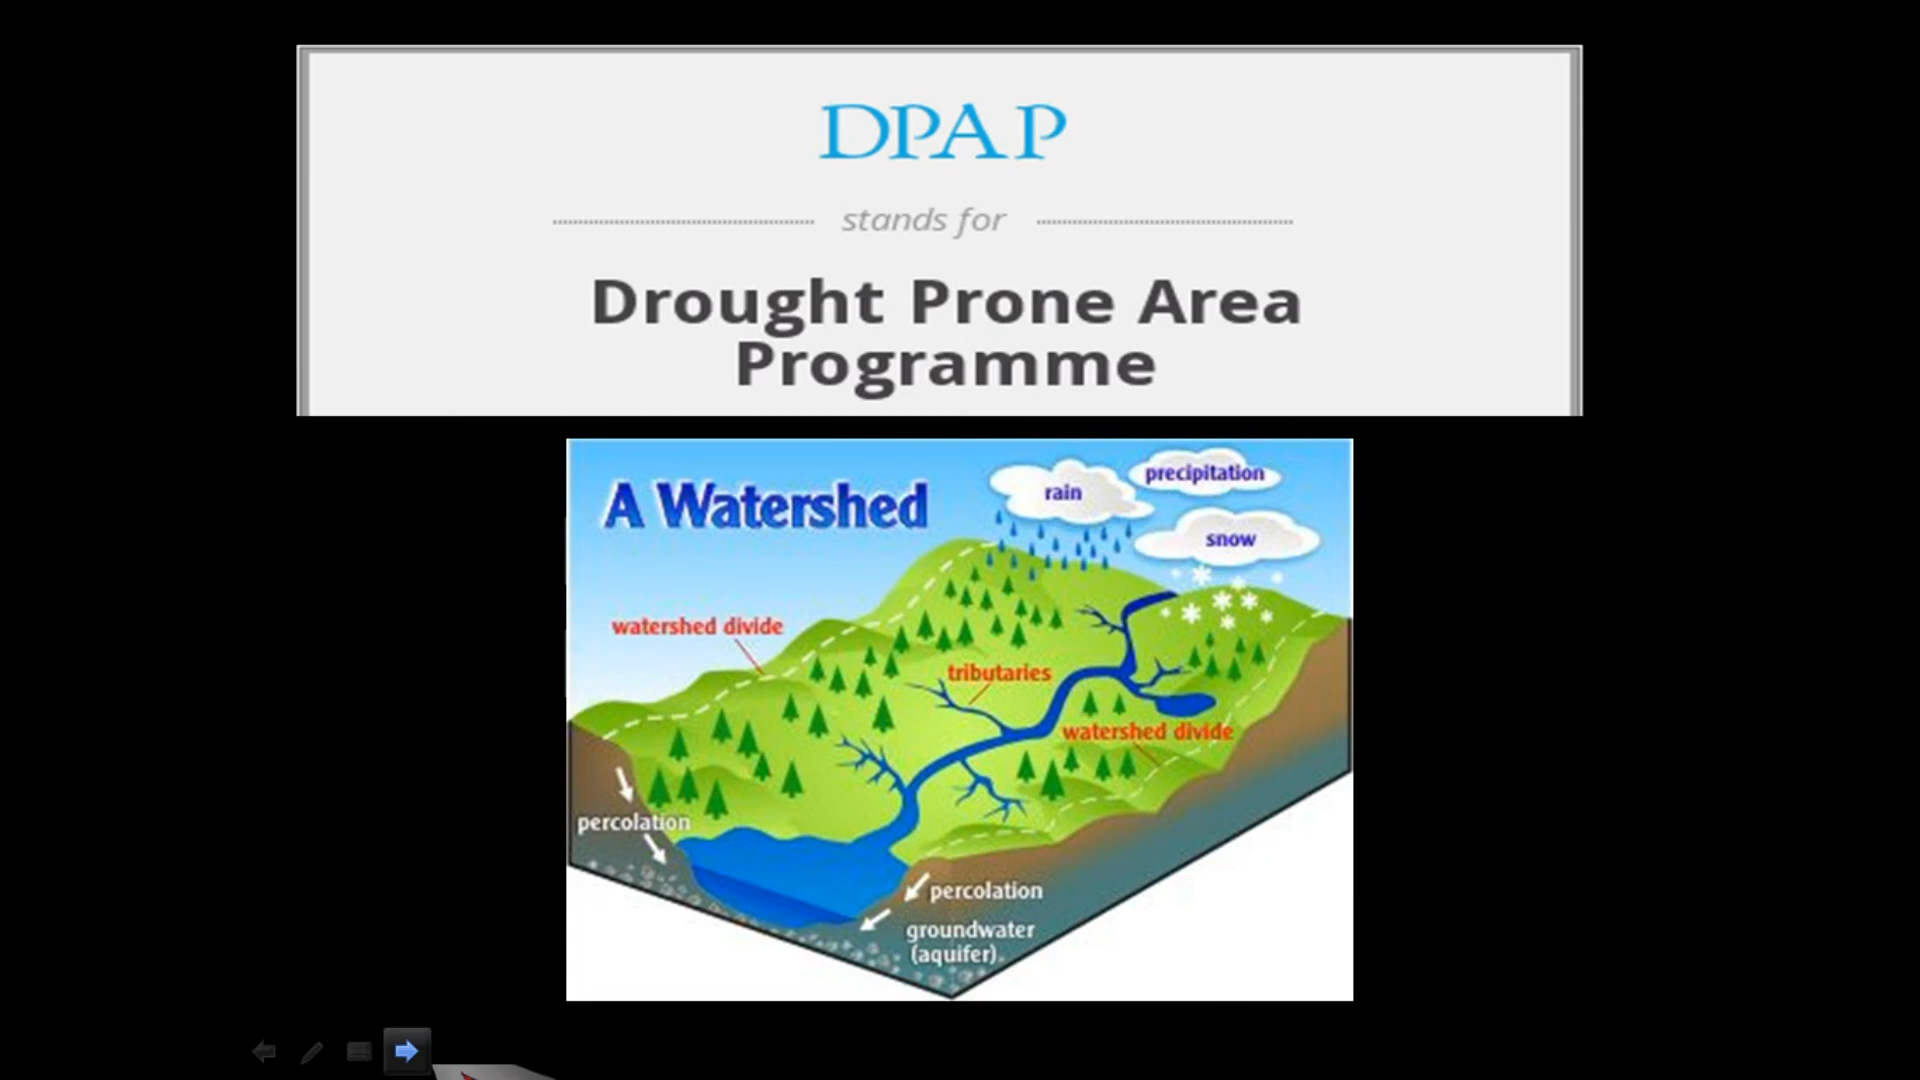 DPAP
stands for
Drought Prone Area
Programme
A Watershed
rain
precipitation
snow
watershed divide
tributaries
watershed divide
percolation
percolation
groundwater
(aquifer)